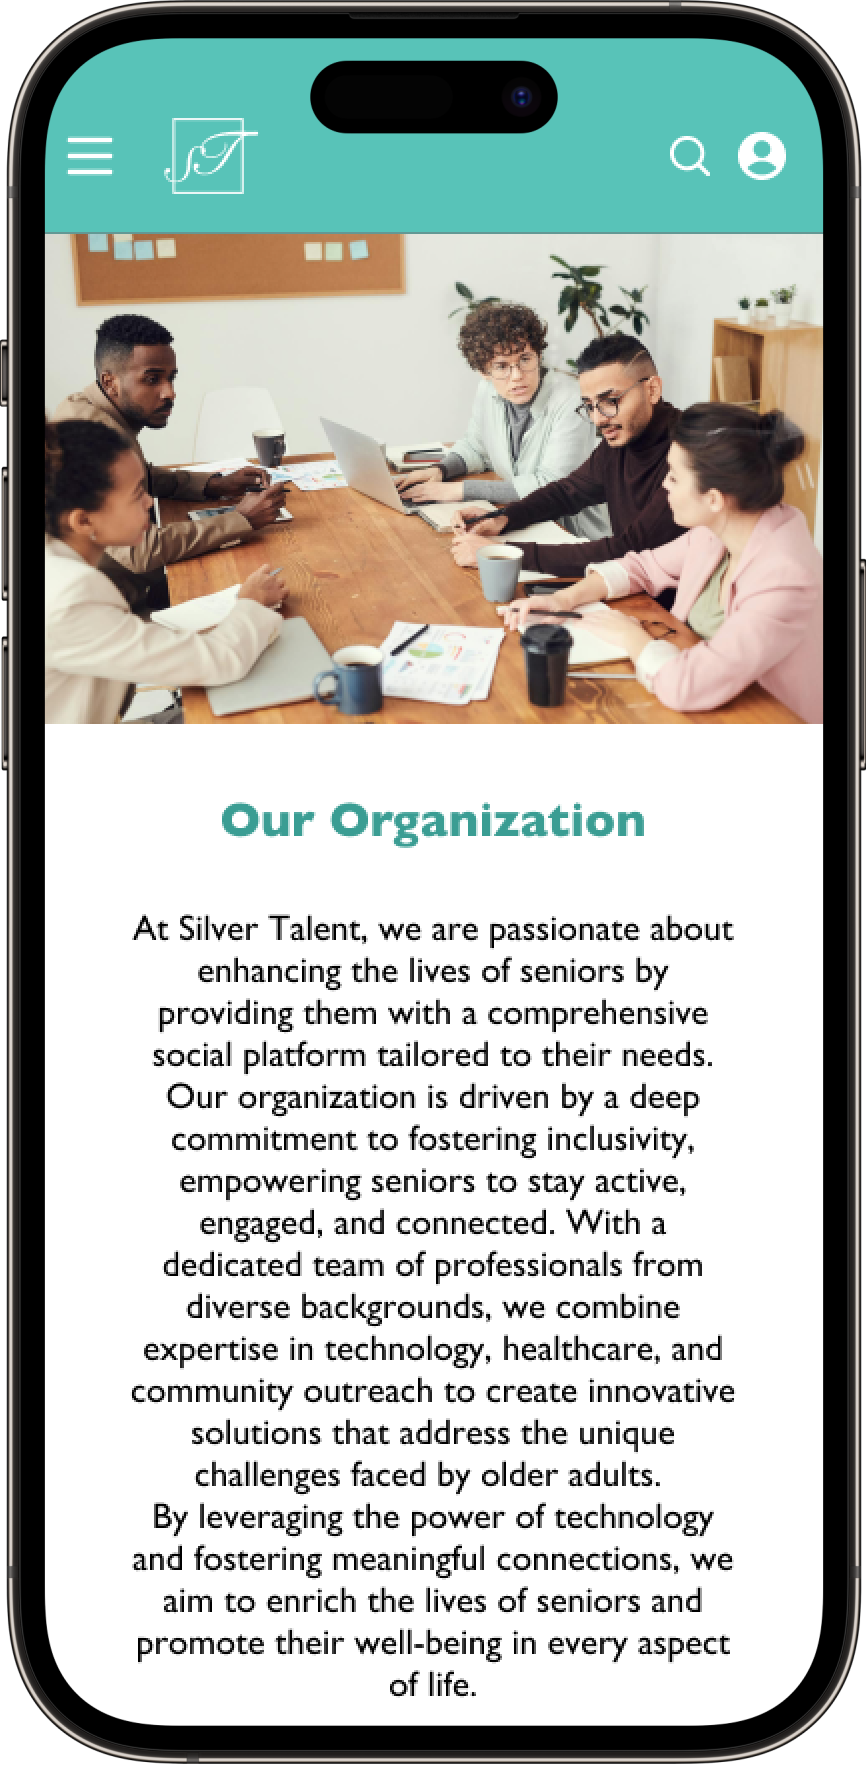 ST
Our Organization
At Silver Talent, we are passionate about
enhancing the lives of seniors by
providing them with a comprehensive
social platform tailored to their needs.
Our organization is driven by a deep
commitment to fostering inclusivity,
empowering seniors to stay active,
engaged, and connected. With a
dedicated team of professionals from
diverse backgrounds, we combine
expertise in technology, healthcare, and
community outreach to create innovative
solutions that address the unique
challenges faced by older adults.
By leveraging the power of technology
and fostering meaningful connections, we
aim to enrich the lives of seniors and
promote their well-being in every aspect
of life.